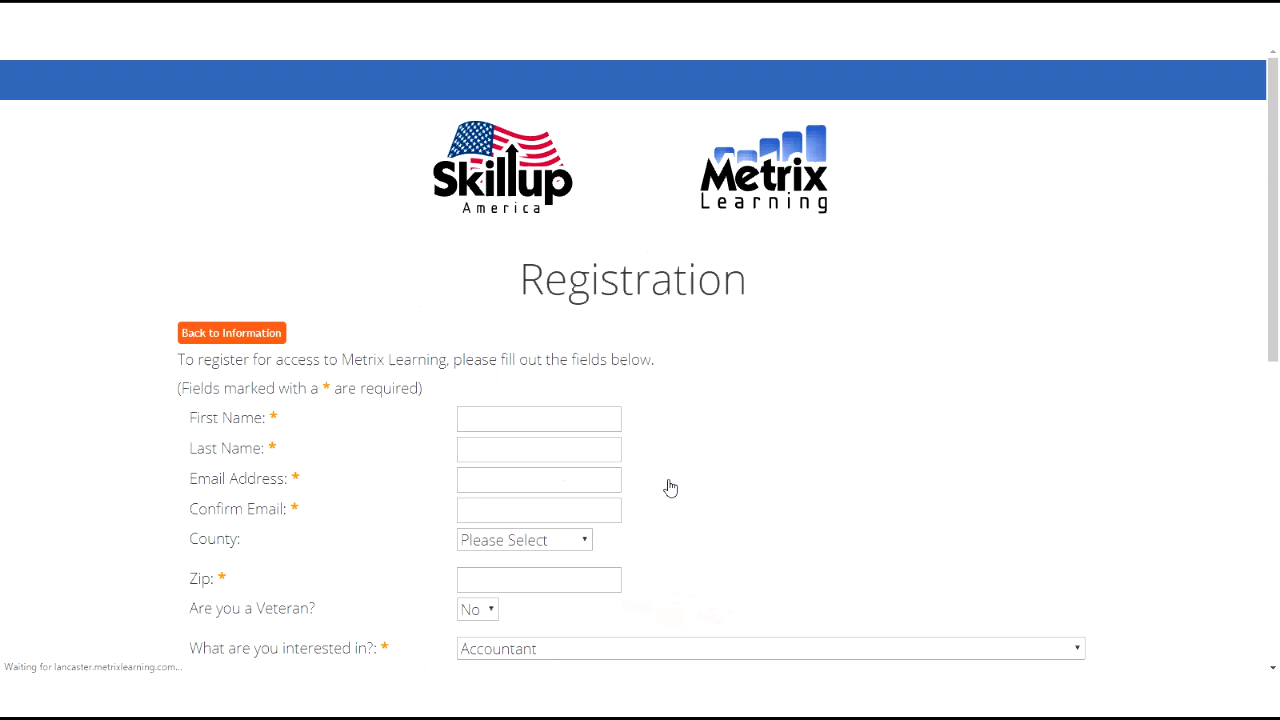 Skillup
America
Metrix
Learning
Registration
Back to Information
To register for access to Metrix Learning, please fill out the fields below.
(Fields marked with a * are required)
First Name: *
Last Name: *
Email Address: *
Confirm Email: *
County: Please Select
Zip: *
Are you a Veteran? No
What are you interested in?: * Accountant
Waiting for lancaster.metrixlearning.com...